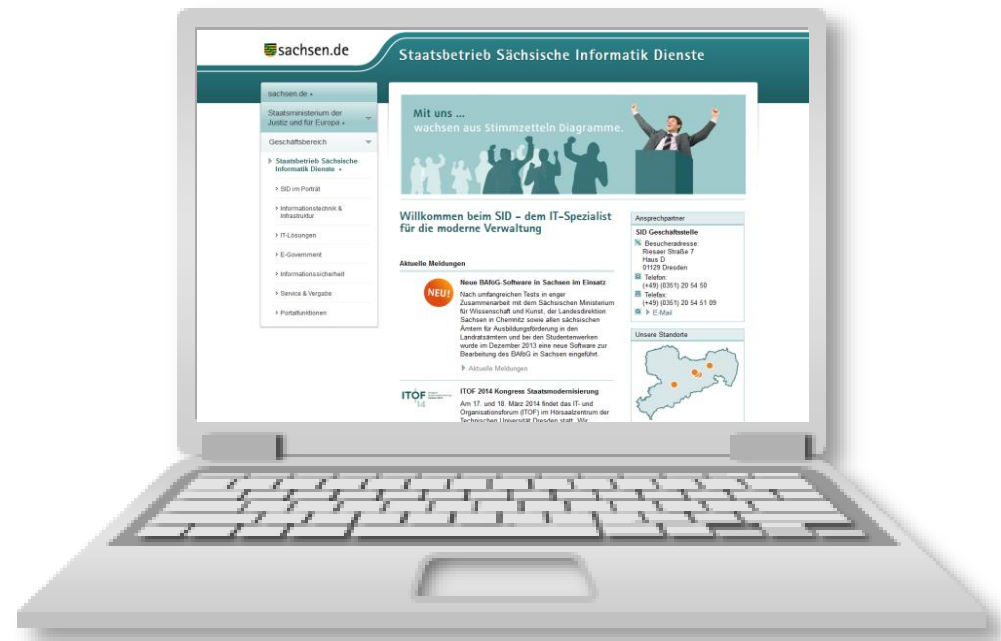 sachsen.de
Staatsbetrieb Sächsische Informatik Dienste
sachsen.de
Staatsministerium der
Justiz und für Europa
Geschäftsbereich
Staatsbetrieb Sächsische
Informatik Dienste
SID im Porträt
Informationstechnik &
Infrastruktur
IT-Lösungen
E-Government
Informationssicherheit
Service & Vergabe
Portalfunktionen
Mit uns ...
wachsen aus Stimmzetteln Diagramme.
Willkommen beim SID – dem IT-Spezialist
für die moderne Verwaltung
Aktuelle Meldungen
NEU!
Neue BAföG-Software in Sachsen im Einsatz
Nach umfangreichen Tests in enger
Zusammenarbeit mit dem Sächsischen Ministerium
für Wissenschaft und Kunst, der Landesdirektion
Sachsen in Chemnitz sowie allen sächsischen
Ämtern für Ausbildungsförderung in den
Landratsämtern und bei den Studentenwerken
wurde im Dezember 2013 eine neue Software zur
Bearbeitung des BAföG in Sachsen eingeführt.
Aktuelle Meldungen
ITOF
14
ITOF 2014 Kongress Staatsmodernisierung
Am 17. und 18. März 2014 findet das IT- und
Organisationsforum (ITOF) im Hörsaalzentrum der
Technischen Universität Dresden statt. Wir
Ansprechpartner
SID Geschäftsstelle
Besucheradresse:
Riesaer Straße 7
Haus D
01129 Dresden
Telefon:
(+49) (0351) 20 54 50
Telefax:
(+49) (0351) 20 54 51 09
E-Mail
Unsere Standorte